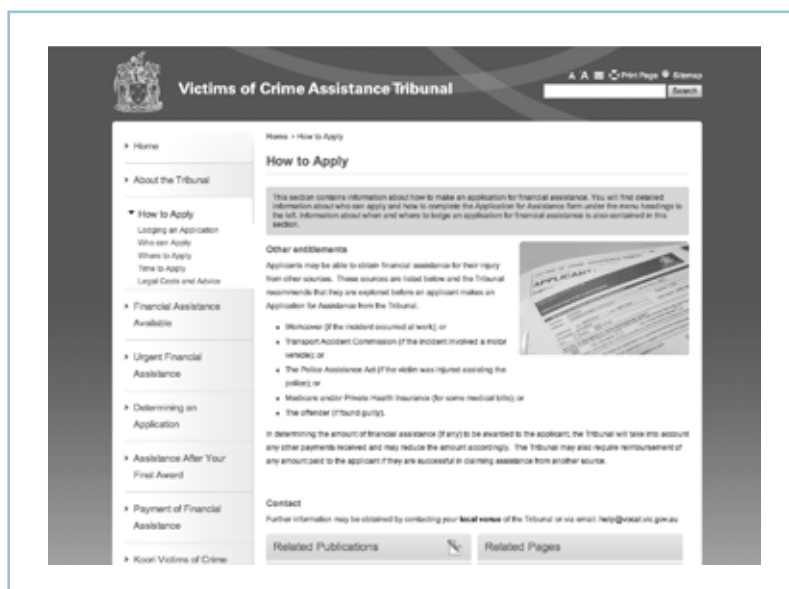 Victims of Crime Assistance Tribunal
A A Print Page Sitemap
Search
Home
About the Tribunal
How to Apply
Lodging an Application
Who can Apply
Where to Apply
Time to Apply
Legal Costs and Advice
Financial Assistance
Available
Urgent Financial
Assistance
Determining an
Application
Assistance After Your
Final Award
Payment of Financial
Assistance
Koori Victims of Crime
Home > How to Apply
How to Apply
This section contains information about how to make an application for financial assistance. You will find detailed
information about who can apply and how to complete the Application for Assistance form under the menu headings to
the left. Information about when and where to lodge an application for financial assistance is also contained in this
section.
Other entitlements
Applicants may be able to obtain financial assistance for their injury
from other sources. These sources are listed below and the Tribunal
recommends that they are explored before an applicant makes an
Application for Assistance from the Tribunal.
Workcover (if the incident occurred at work); or
Transport Accident Commission (if the incident involved a motor
vehicle); or
The Police Assistance Act (if the victim was injured assisting the
police); or
Medicare and/or Private Health Insurance (for some medical bills); or
The offender (if found guilty).
APPLICANT:
In determining the amount of financial assistance (if any) to be awarded to the applicant, the Tribunal will take into account
any other payments received and may reduce the amount accordingly. The Tribunal may also require reimbursement of
any amount paid to the applicant if they are successful in claiming assistance from another source.
Contact
Further information may be obtained by contacting your local venue of the Tribunal or via email: help@vocat.vic.gov.au
Related Publications
Related Pages